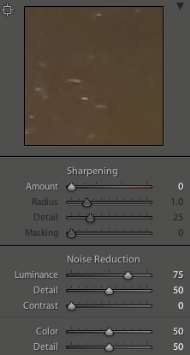 Sharpening
Amount 0
Radius 1.0
Detail 25
Masking 0
Noise Reduction
Luminance 75
Detail 50
Contrast 0
Color 50
Detail 50